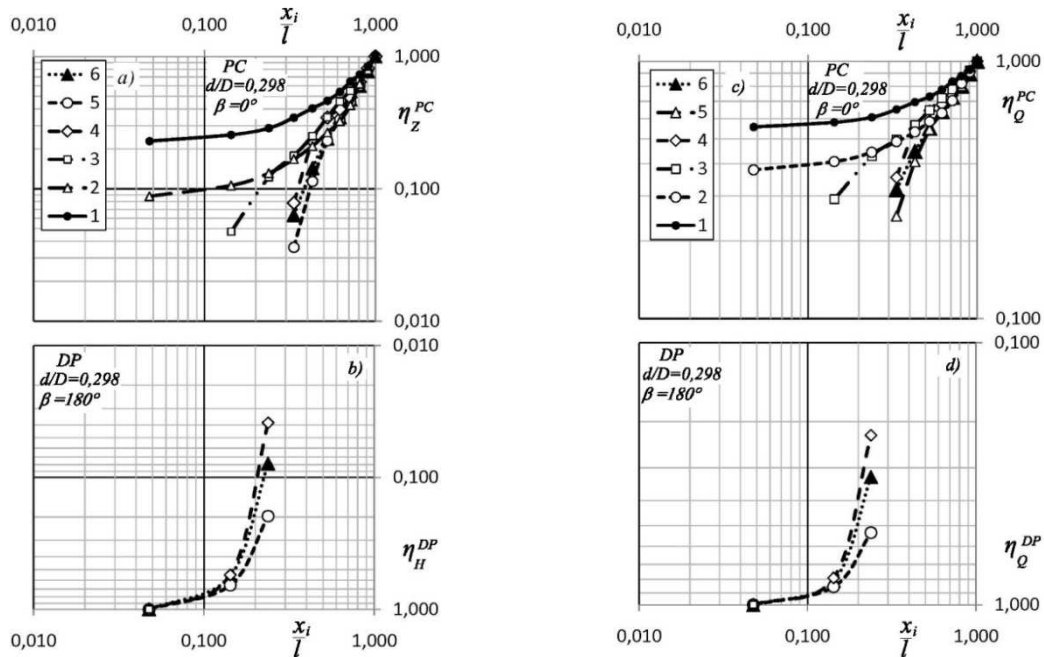 0,010 0,100 x_i/l 1,000
1,000
0,100
0,010
η_Z^PC
6
5
4
3
2
1
a)
PC
d/D=0,298
β=0°
0,010
0,100
1,000
η_H^DP
DP
d/D=0,298
β=180°
b)
0,010 0,100 x_i/l 1,000
0,010 0,100 x_i/l 1,000
1,000
0,100
η_Q^PC
6
5
4
3
2
1
c)
PC
d/D=0,298
β=0°
0,100
1,000
η_Q^DP
DP
d/D=0,298
β=180°
d)
0,010 0,100 x_i/l 1,000